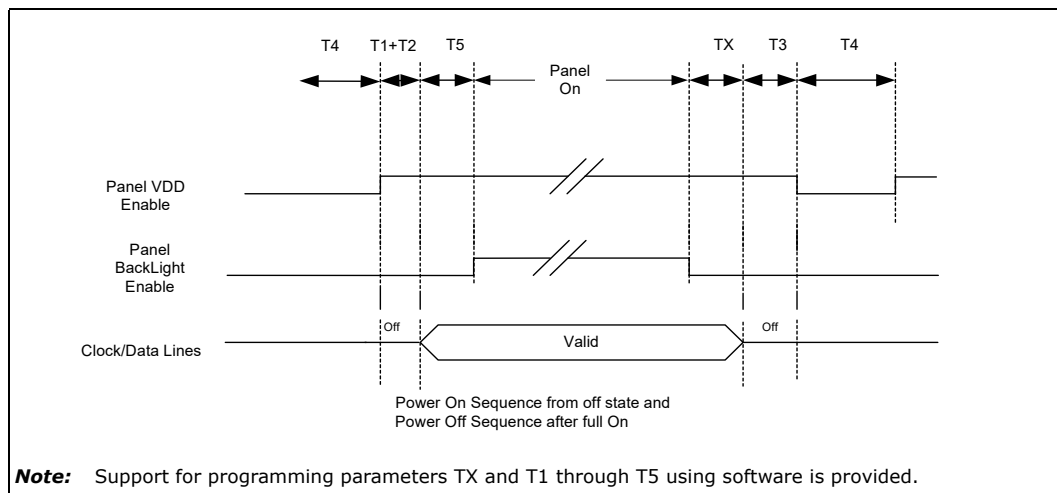 T4 T1+T2 T5 TX T3 T4
Panel
On
Panel VDD
Enable
Panel
BackLight
Enable
Off Off
Clock/Data Lines Valid
Power On Sequence from off state and
Power Off Sequence after full On
Note: Support for programming parameters TX and T1 through T5 using software is provided.